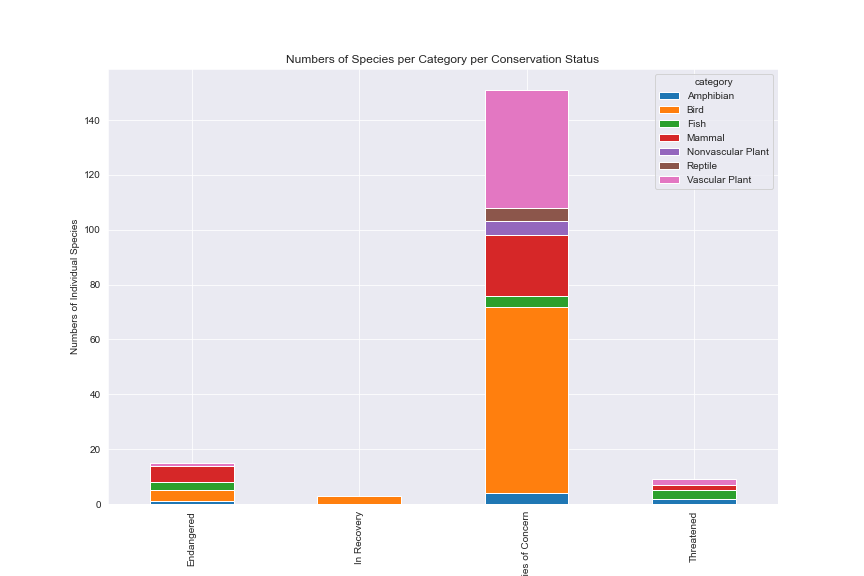 Numbers of Species per Category per Conservation Status
category
Amphibian
Bird
Fish
Mammal
Nonvascular Plant
Reptile
Vascular Plant
Numbers of Individual Species
140
120
100
80
60
40
20
0
Endangered
In Recovery
ies of Concern
Threatened